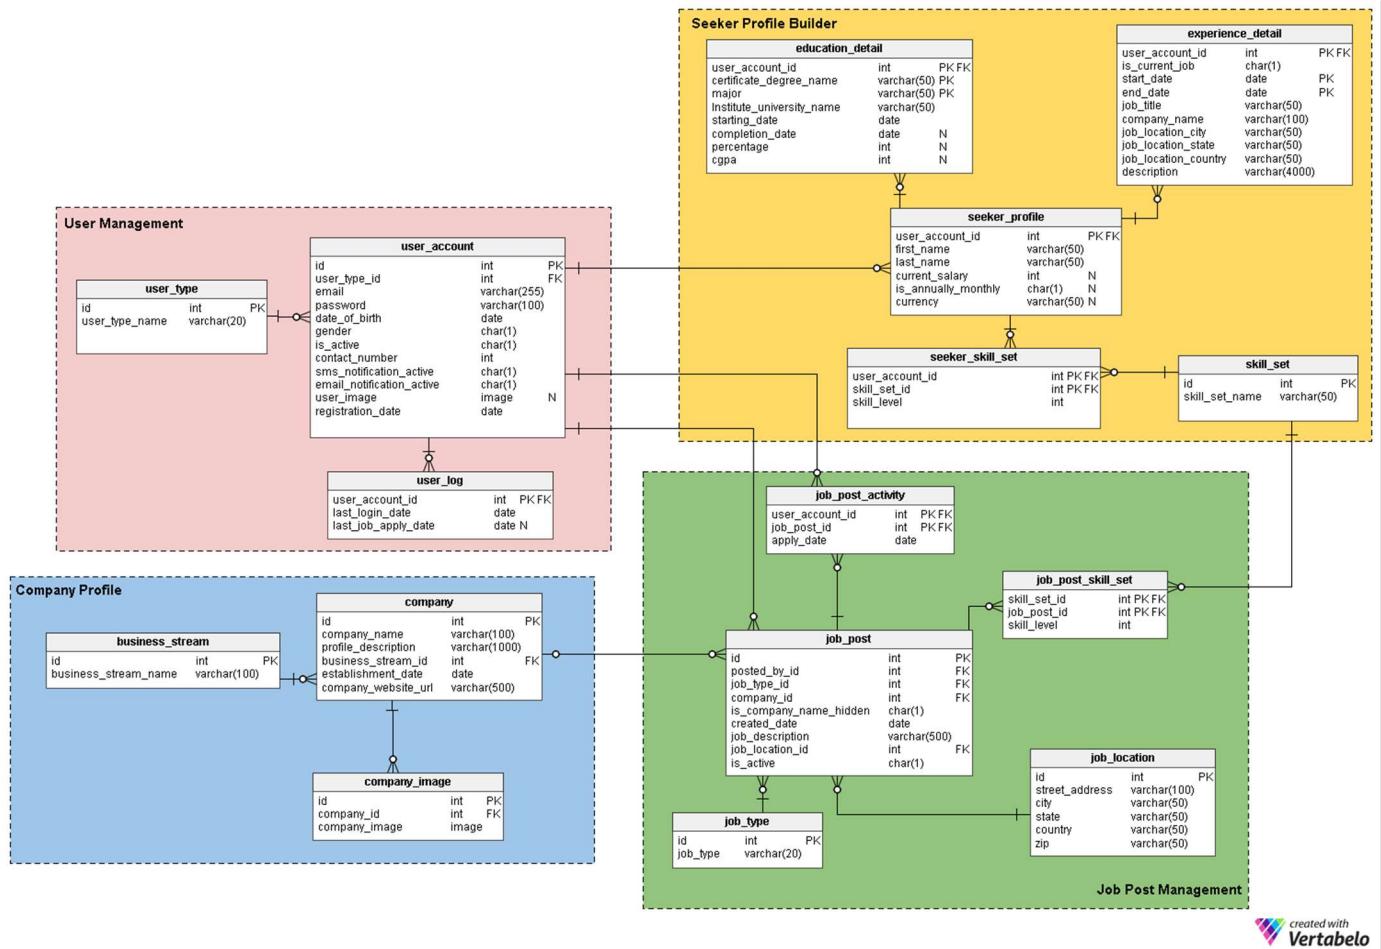 Seeker Profile Builder
education_detail
user_account_id int PK FK
certificate_degree_name varchar(50) PK
major varchar(50) PK
Institute_university_name varchar(50)
starting_date date
completion_date date N
percentage int N
cgpa int N
experience_detail
user_account_id int PK FK
is_current_job char(1)
start_date date PK
end_date date PK
job_title varchar(50)
company_name varchar(100)
job_location_city varchar(50)
job_location_state varchar(50)
job_location_country varchar(50)
description varchar(4000)
seeker_profile
user_account_id int PK FK
first_name varchar(50)
last_name varchar(50)
current_salary int N
is_annually_monthly char(1) N
currency varchar(50) N
seeker_skill_set
user_account_id int PK FK
skill_set_id int PK FK
skill_level int
skill_set
id int PK
skill_set_name varchar(50)
User Management
user_type
id int PK
user_type_name varchar(20)
user_account
id int PK
user_type_id int FK
email varchar(255)
password varchar(100)
date_of_birth date
gender char(1)
is_active char(1)
contact_number int
sms_notification_active char(1)
email_notification_active char(1)
user_image image N
registration_date date
user_log
user_account_id int PK FK
last_login_date date
last_job_apply_date date N
Company Profile
business_stream
id int PK
business_stream_name varchar(100)
company
id int PK
company_name varchar(100)
profile_description varchar(1000)
business_stream_id int FK
establishment_date date
company_website_url varchar(500)
company_image
id int PK
company_id int FK
company_image image
job_post_activity
user_account_id int PK FK
job_post_id int PK FK
apply_date date
job_post_skill_set
skill_set_id int PK FK
job_post_id int PK FK
skill_level int
job_post
id int PK
posted_by_id int FK
job_type_id int FK
company_id int FK
is_company_name_hidden char(1)
created_date date
job_description varchar(500)
job_location_id int FK
is_active char(1)
job_type
id int PK
job_type varchar(20)
job_location
id int PK
street_address varchar(100)
city varchar(50)
state varchar(50)
country varchar(50)
zip varchar(50)
Job Post Management
created with
Vertabelo